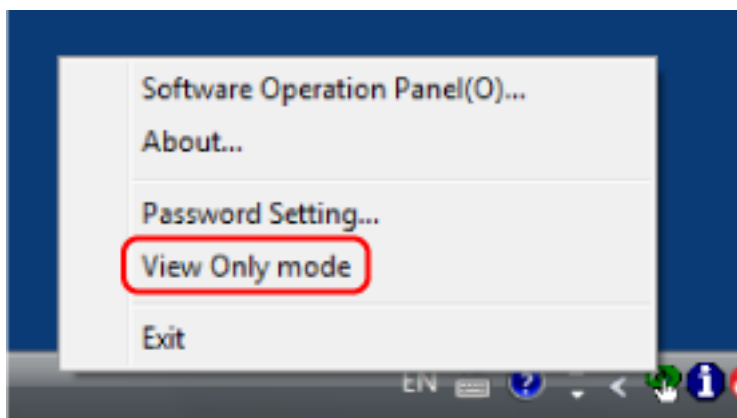 Software Operation Panel(O)...
About...
Password Setting...
View Only mode
Exit
EN